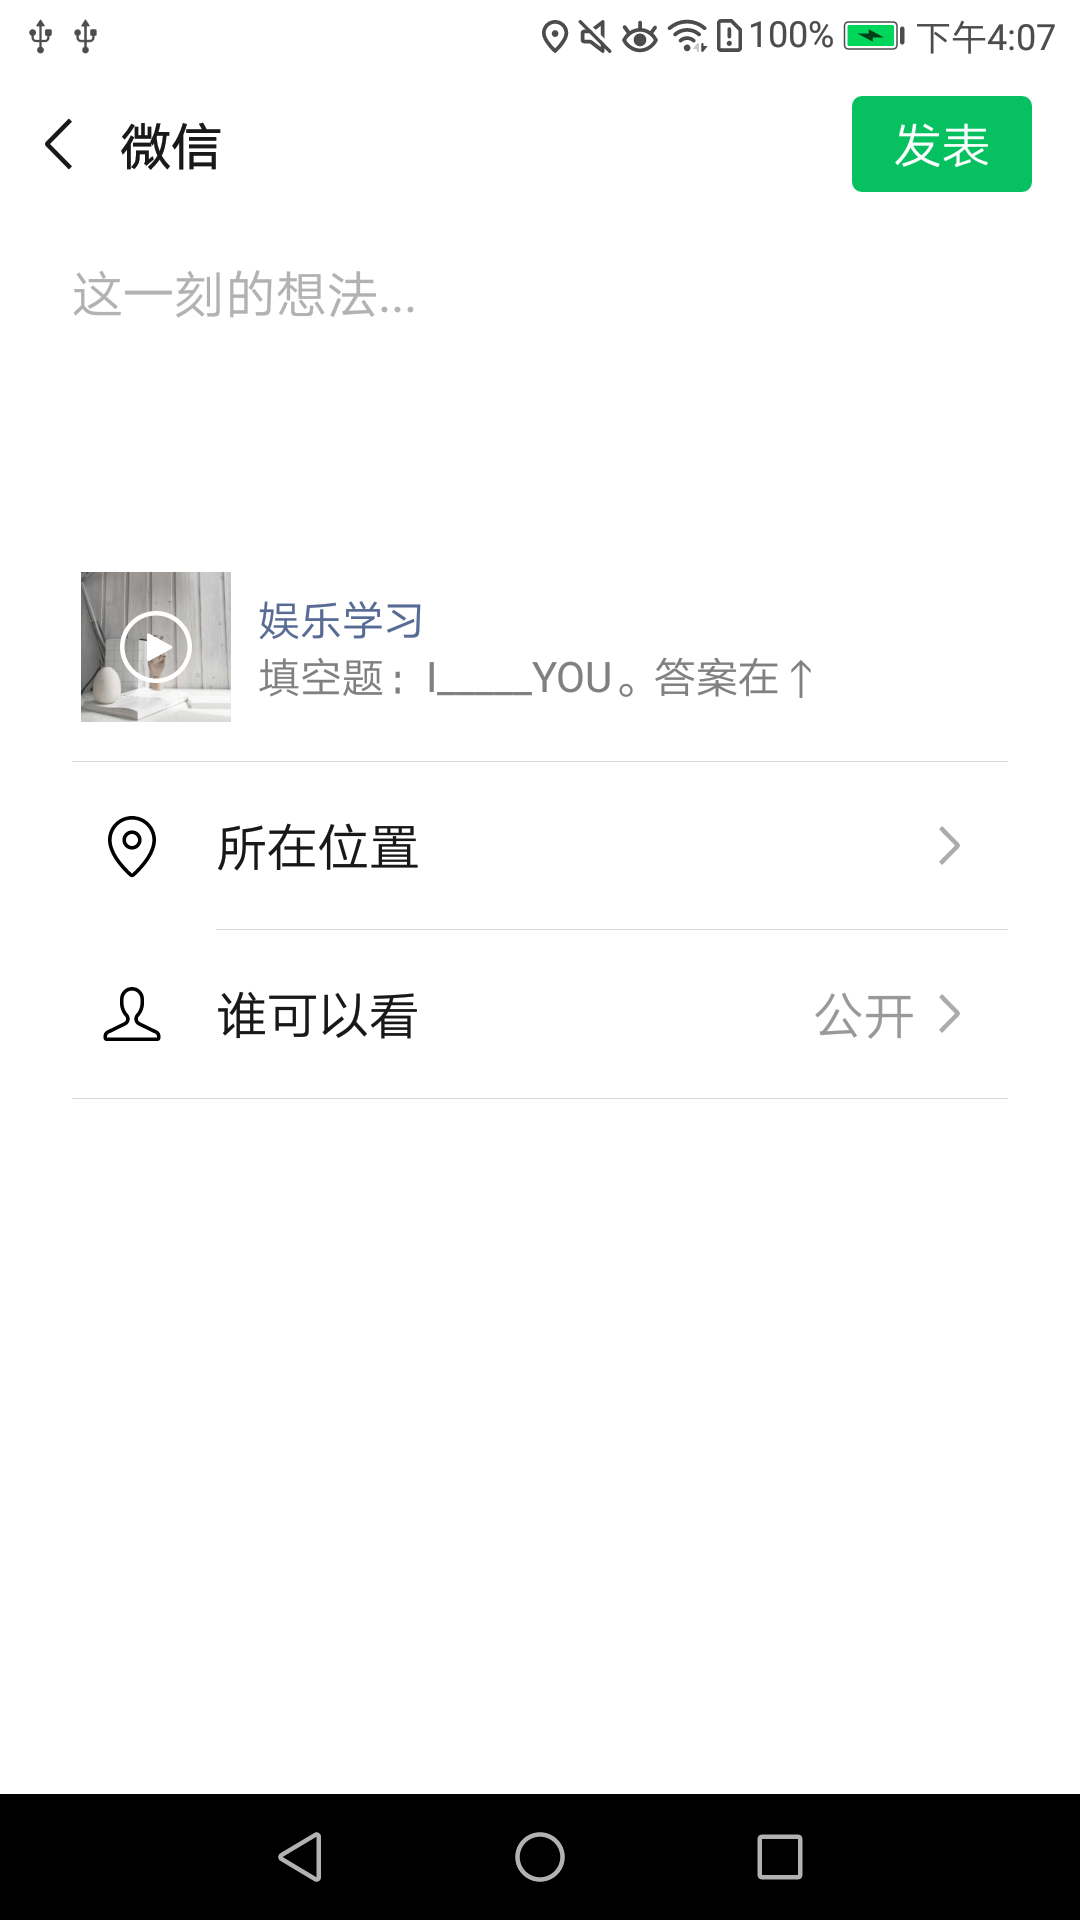 100% 下午4:07
微信 发表
这一刻的想法...
娱乐学习
填空题：I_____YOU。答案在↑
所在位置
谁可以看 公开